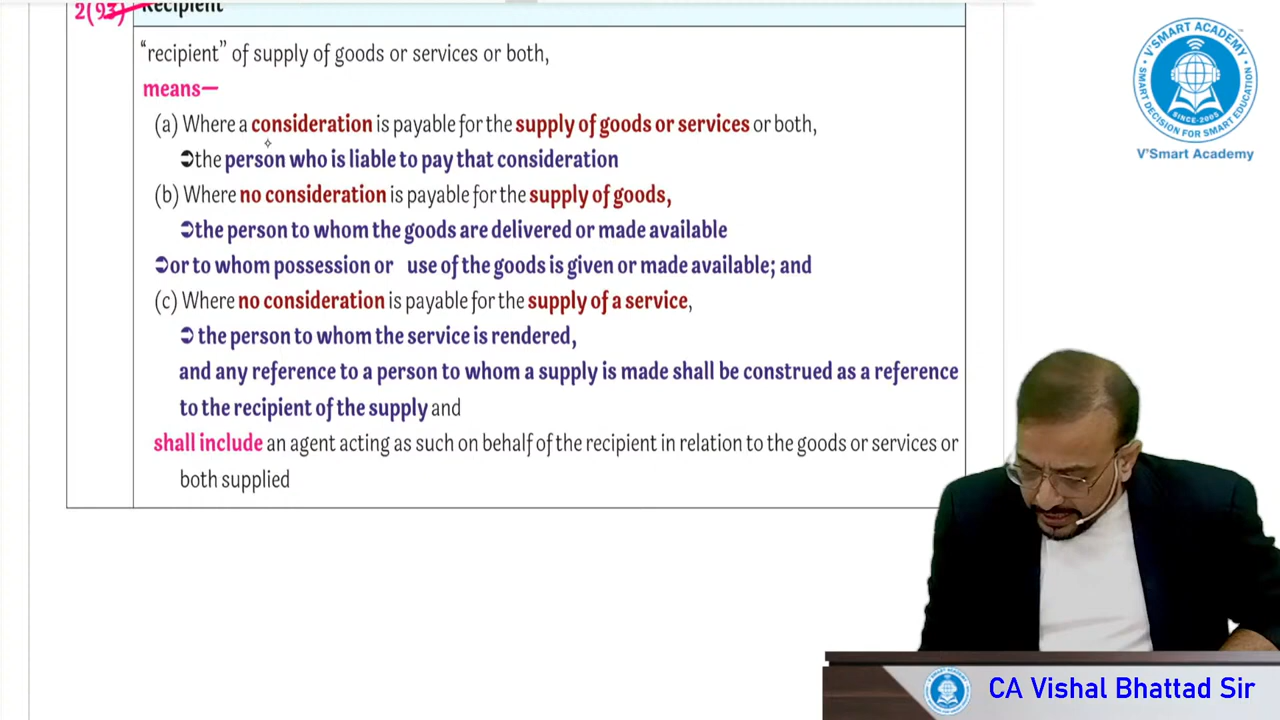 2(93)
Recipient
“recipient” of supply of goods or services or both,
means—
(a) Where a consideration is payable for the supply of goods or services or both,
➲the person who is liable to pay that consideration
(b) Where no consideration is payable for the supply of goods,
➲the person to whom the goods are delivered or made available
➲or to whom possession or use of the goods is given or made available; and
(c) Where no consideration is payable for the supply of a service,
➲ the person to whom the service is rendered,
and any reference to a person to whom a supply is made shall be construed as a reference
to the recipient of the supply and
shall include an agent acting as such on behalf of the recipient in relation to the goods or services or
both supplied
V'SMART ACADEMY
SMART DECISION FOR SMART EDUCATION
SINCE-2005
V'Smart Academy
CA Vishal Bhattad Sir